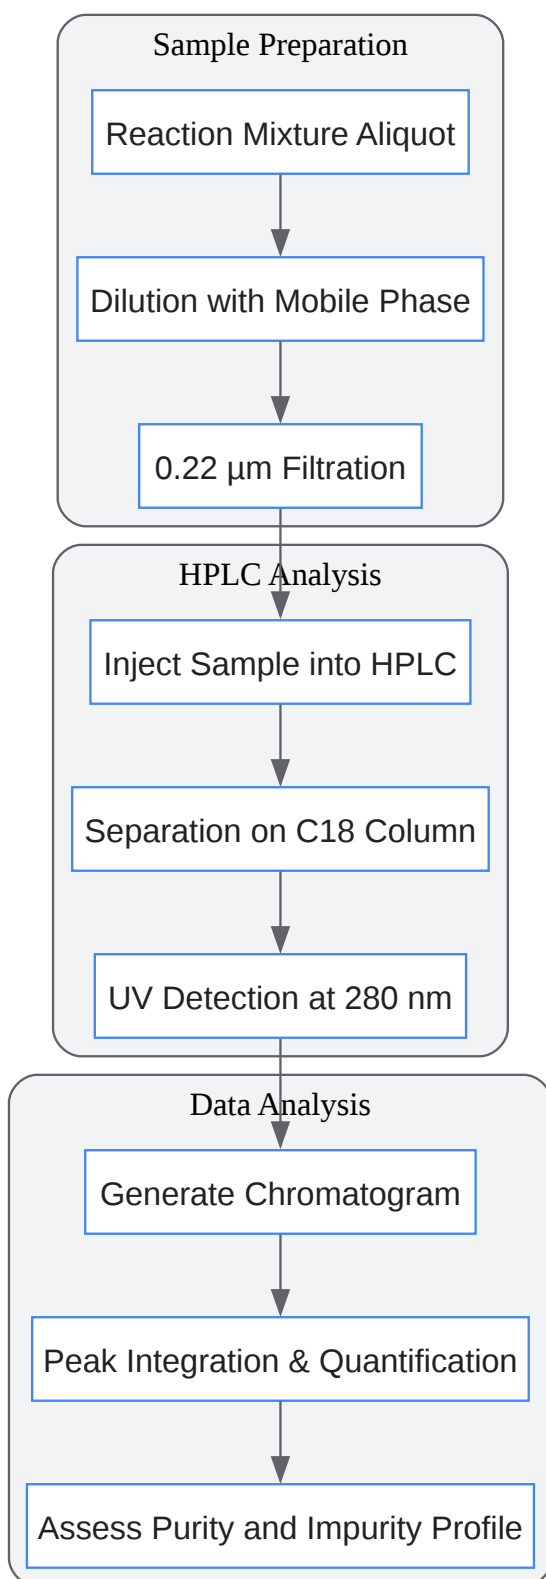 Sample Preparation
Reaction Mixture Aliquot
Dilution with Mobile Phase
0.22 µm Filtration
HPLC Analysis
Inject Sample into HPLC
Separation on C18 Column
UV Detection at 280 nm
Data Analysis
Generate Chromatogram
Peak Integration & Quantification
Assess Purity and Impurity Profile